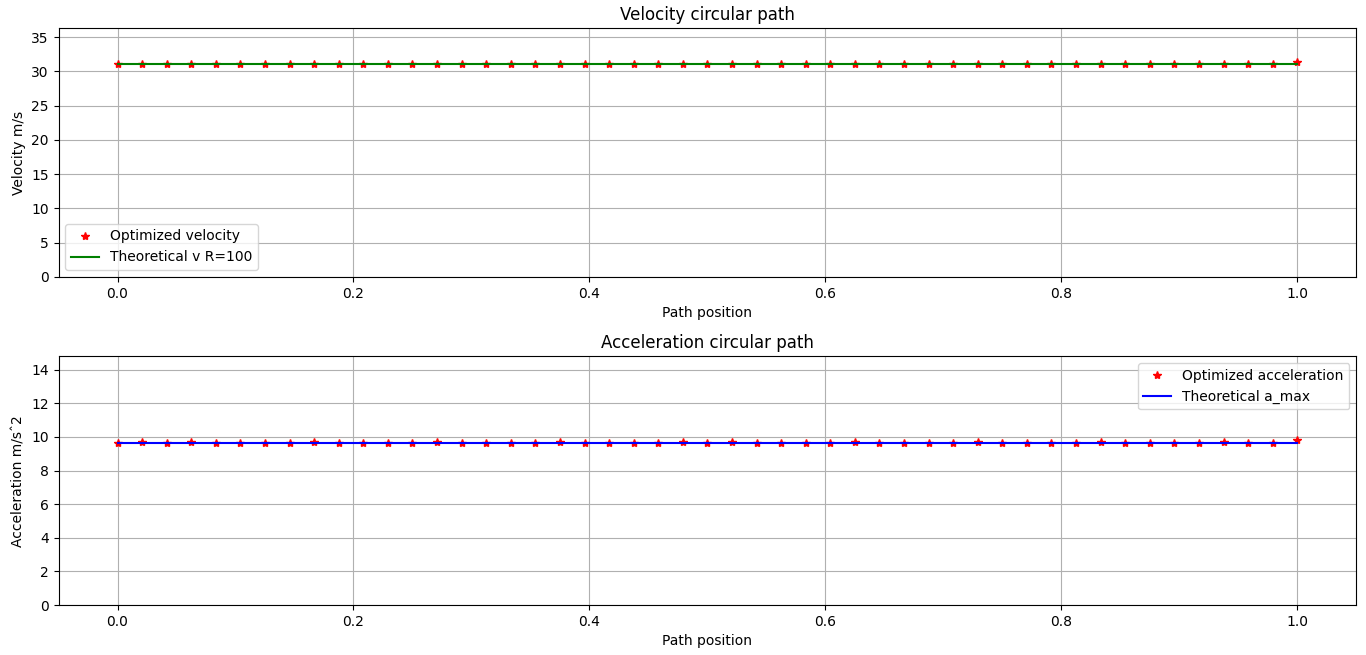 Velocity circular path
35
30
25
20
15
10
5
0
Velocity m/s
Optimized velocity
Theoretical v R=100
0.0 0.2 0.4 0.6 0.8 1.0
Path position
Acceleration circular path
14
12
10
8
6
4
2
0
Acceleration m/s^2
Optimized acceleration
Theoretical a_max
0.0 0.2 0.4 0.6 0.8 1.0
Path position